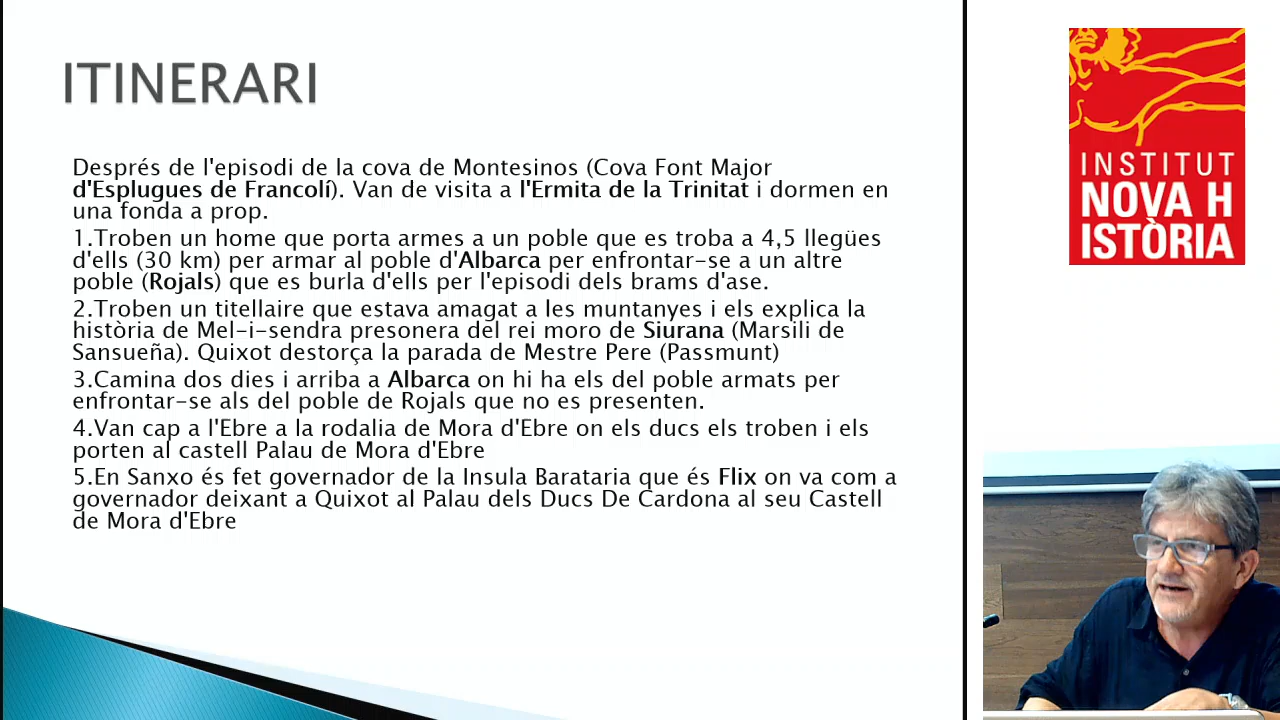 ITINERARI
Després de l'episodi de la cova de Montesinos (Cova Font Major
d'Esplugues de Francolí). Van de visita a l'Ermita de la Trinitat i dormen en
una fonda a prop.
1.Troben un home que porta armes a un poble que es troba a 4,5 llegües
d'ells (30 km) per armar al poble d'Albarca per enfrontar-se a un altre
poble (Rojals) que es burla d'ells per l'episodi dels brams d'ase.
2.Troben un titellaire que estava amagat a les muntanyes i els explica la
història de Mel-i-sendra presonera del rei moro de Siurana (Marsili de
Sansueña). Quixot destorça la parada de Mestre Pere (Passmunt)
3.Camina dos dies i arriba a Albarca on hi ha els del poble armats per
enfrontar-se als del poble de Rojals que no es presenten.
4.Van cap a l'Ebre a la rodalia de Mora d'Ebre on els ducs els troben i els
porten al castell Palau de Mora d'Ebre
5.En Sanxo és fet governador de la Insula Barataria que és Flix on va com a
governador deixant a Quixot al Palau dels Ducs De Cardona al seu Castell
de Mora d'Ebre
INSTITUT
NOVA H
ISTÒRIA